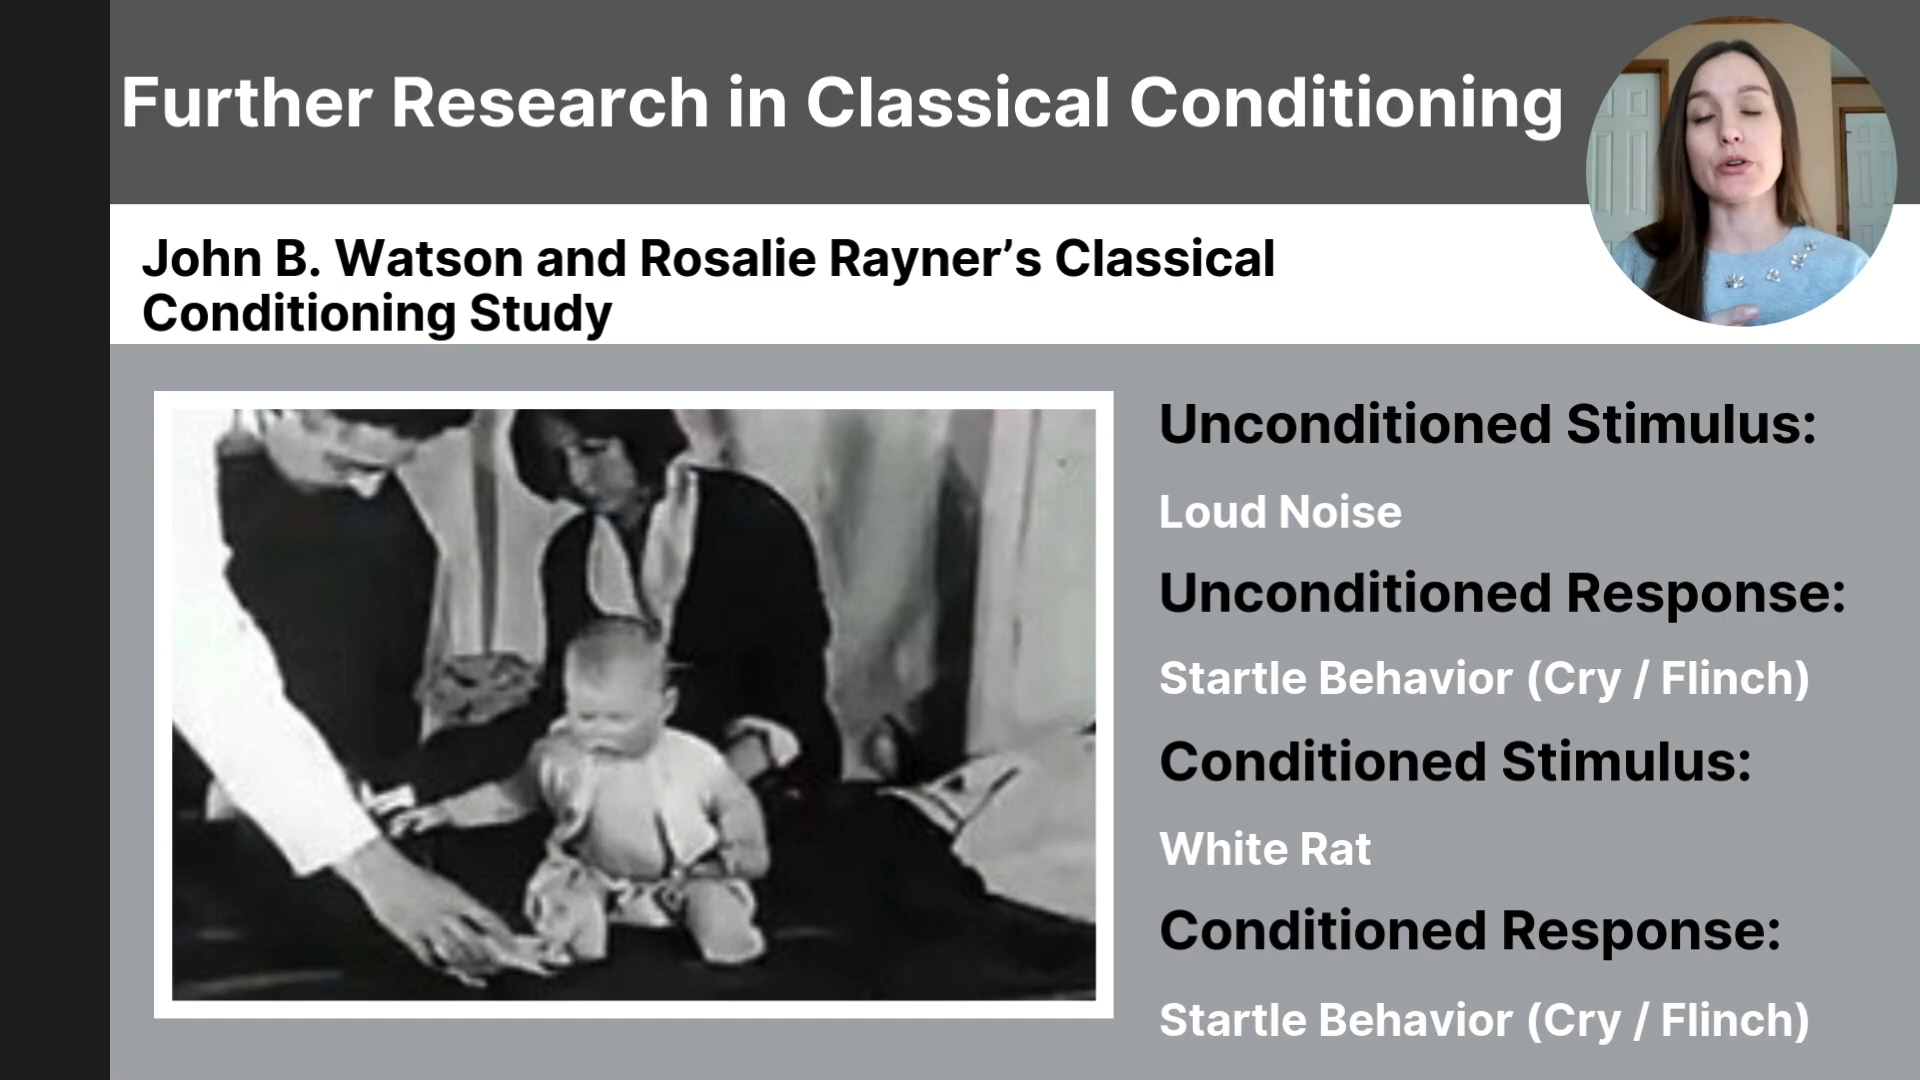 Further Research in Classical Conditioning
John B. Watson and Rosalie Rayner’s Classical
Conditioning Study
Unconditioned Stimulus:
Loud Noise
Unconditioned Response:
Startle Behavior (Cry / Flinch)
Conditioned Stimulus:
White Rat
Conditioned Response:
Startle Behavior (Cry / Flinch)